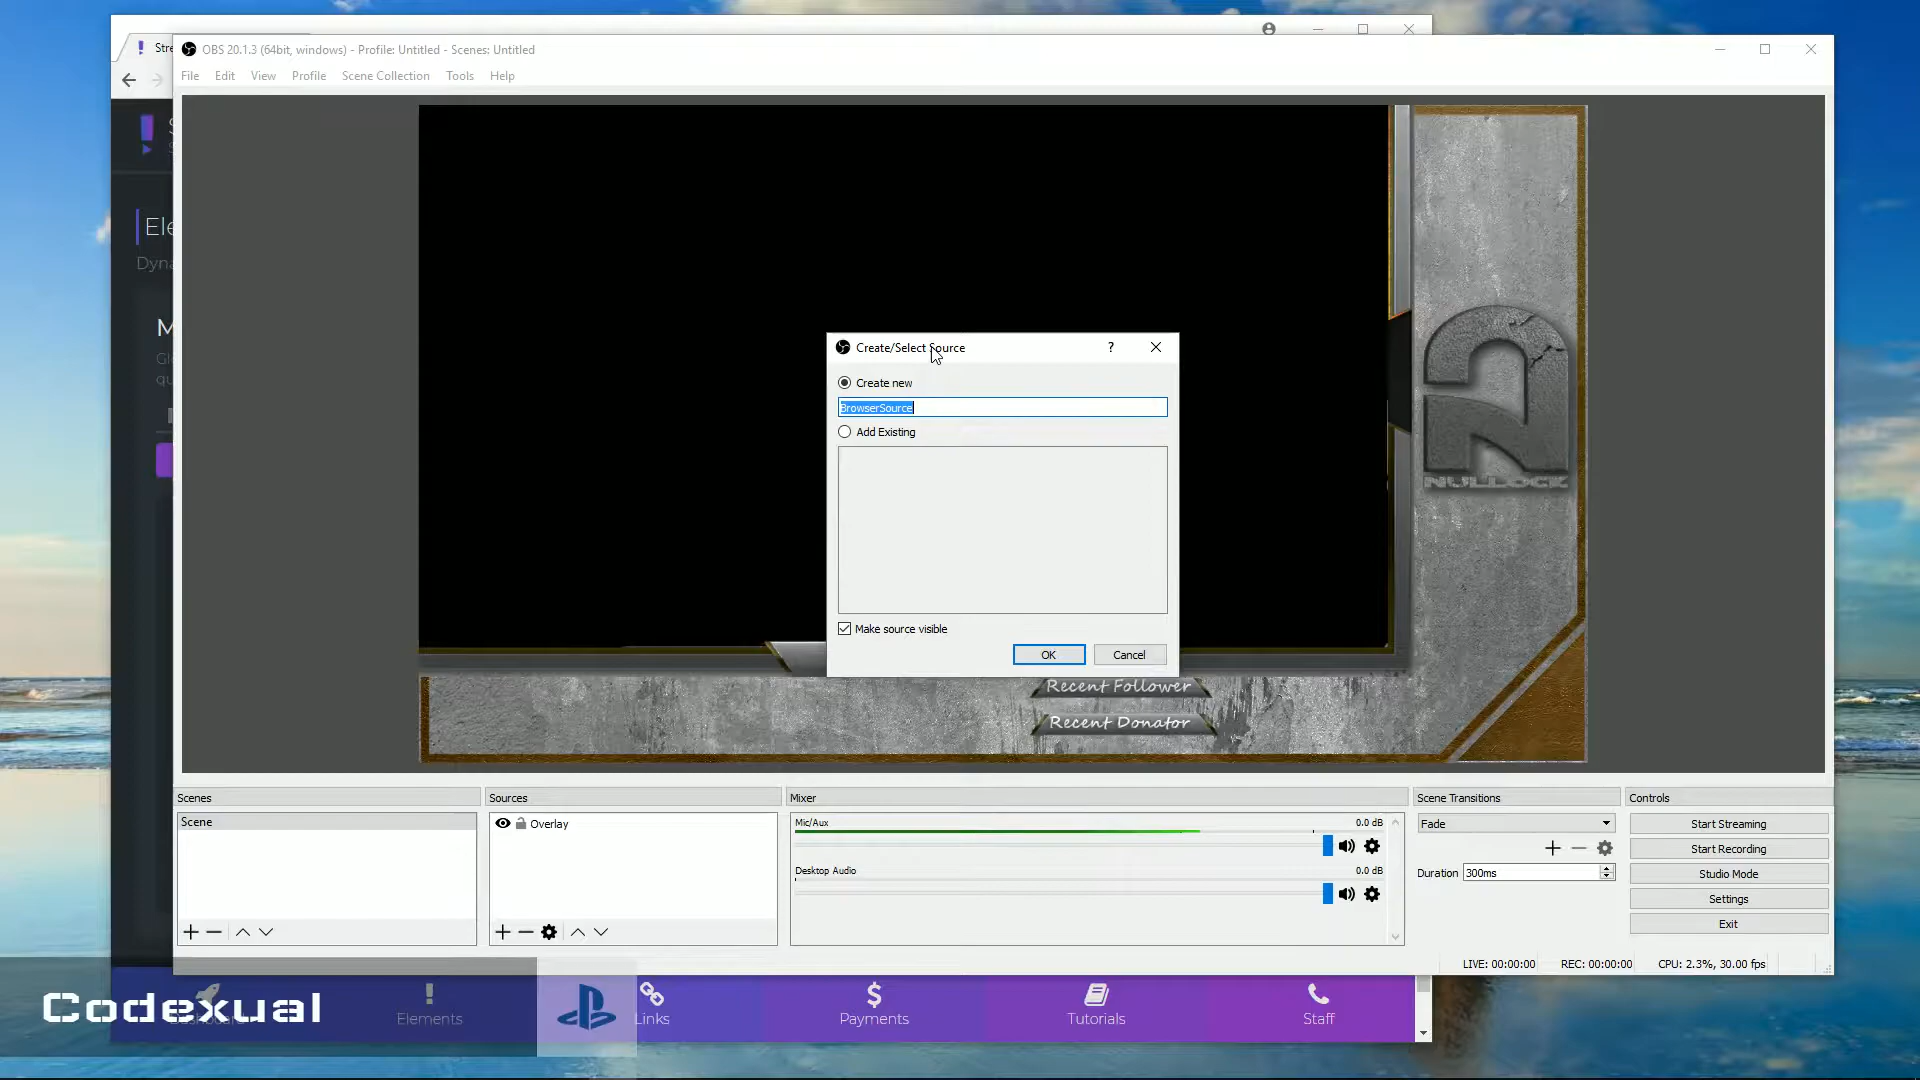 Stre
OBS 20.1.3 (64bit, windows) - Profile: Untitled - Scenes: Untitled
File Edit View Profile Scene Collection Tools Help
Ele
Dyna
M
NULLOCK
Create/Select Source ?
Create new
BrowserSource
Add Existing
Make source visible
OK Cancel
Recent Follower
Recent Donator
Scenes Sources Mixer Scene Transitions Controls
Scene
Overlay
Mic/Aux 0.0 dB
Desktop Audio 0.0 dB
Fade
Duration 300ms
Start Streaming
Start Recording
Studio Mode
Settings
Exit
LIVE: 00:00:00 REC: 00:00:00 CPU: 2.3%, 30.00 fps
Codexual
Elements Links Payments Tutorials Staff